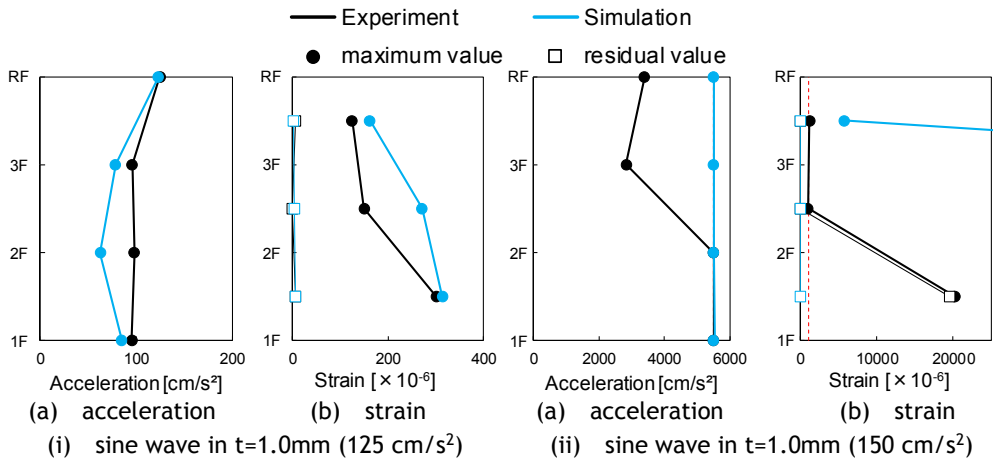 Experiment Simulation
maximum value residual value
RF
3F
2F
1F
0 100 200
Acceleration [cm/s²]
(a) acceleration
RF
3F
2F
1F
0 200 400
Strain [×10⁻⁶]
(b) strain
(i) sine wave in t=1.0mm (125 cm/s²)
RF
3F
2F
1F
0 2000 4000 6000
Acceleration [cm/s²]
(a) acceleration
RF
3F
2F
1F
0 10000 20000
Strain [×10⁻⁶]
(b) strain
(ii) sine wave in t=1.0mm (150 cm/s²)